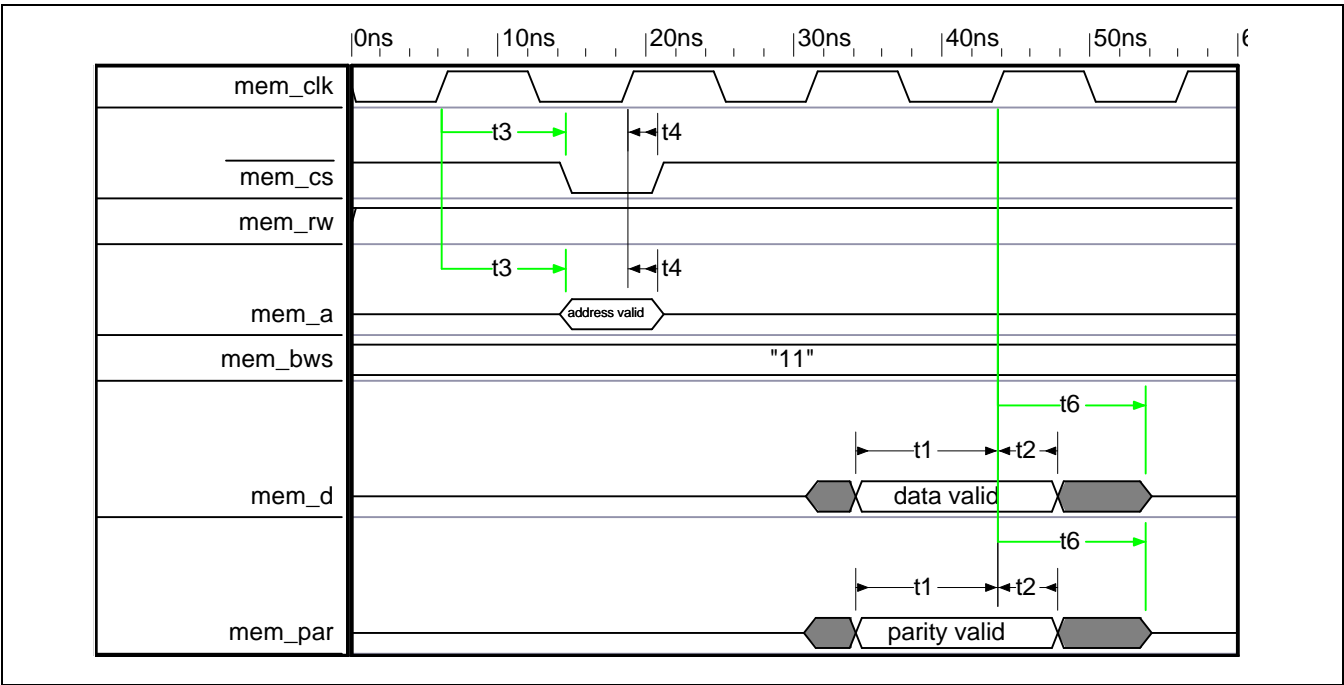 0ns 10ns 20ns 30ns 40ns 50ns
mem_clk
t3 t4
mem_cs
mem_rw
t3 t4
mem_a address valid
mem_bws "11"
t6
t1 t2
mem_d data valid
t6
t1 t2
mem_par parity valid